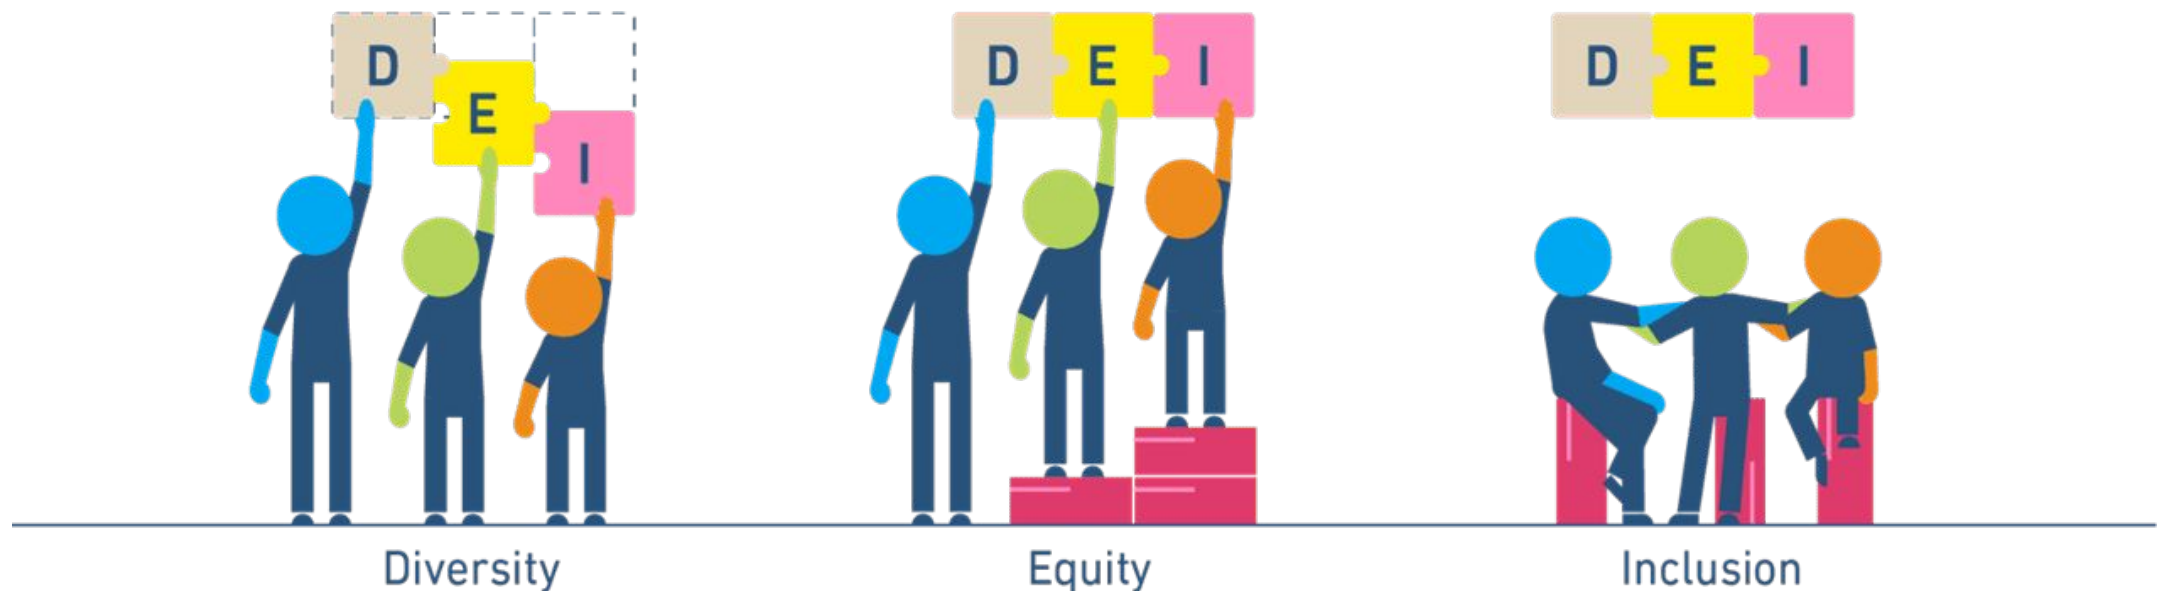 D E I
D E I
D E I
Diversity
Equity
Inclusion